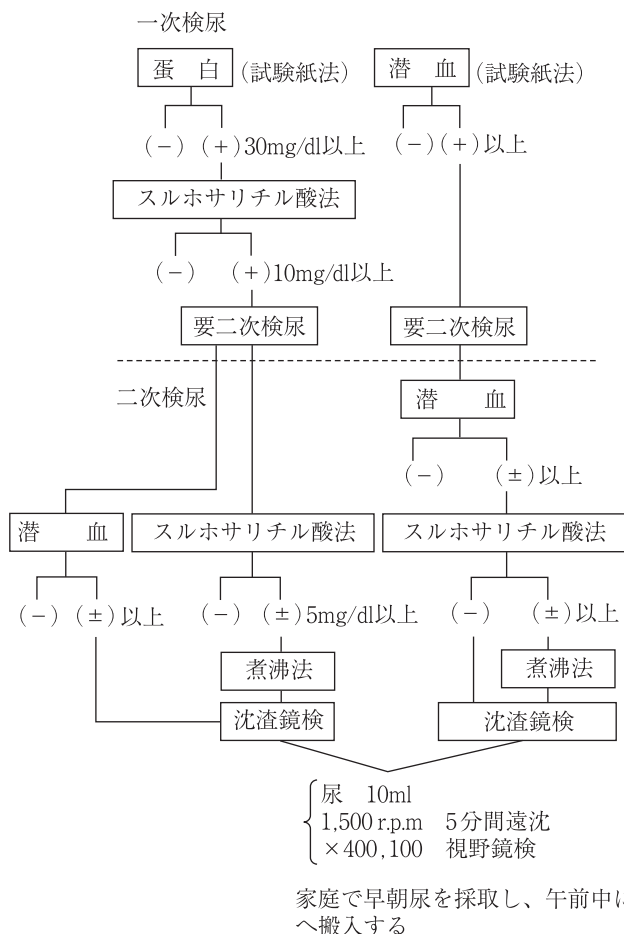 一次検尿
蛋　白 (試験紙法)　潜　血 (試験紙法)
(−) (+)30mg/dl以上　(−)(+)以上
スルホサリチル酸法
(−)　(+)10mg/dl以上
要二次検尿　要二次検尿
二次検尿
潜　血
(−)　(±)以上
潜　血　スルホサリチル酸法　スルホサリチル酸法
(−) (±)以上　(−) (±)5mg/dl以上　(−)　(±)以上
煮沸法　煮沸法
沈渣鏡検　沈渣鏡検
尿　10ml
1,500 r.p.m　5分間遠沈
×400,100　視野鏡検
家庭で早朝尿を採取し、午前中に
へ搬入する